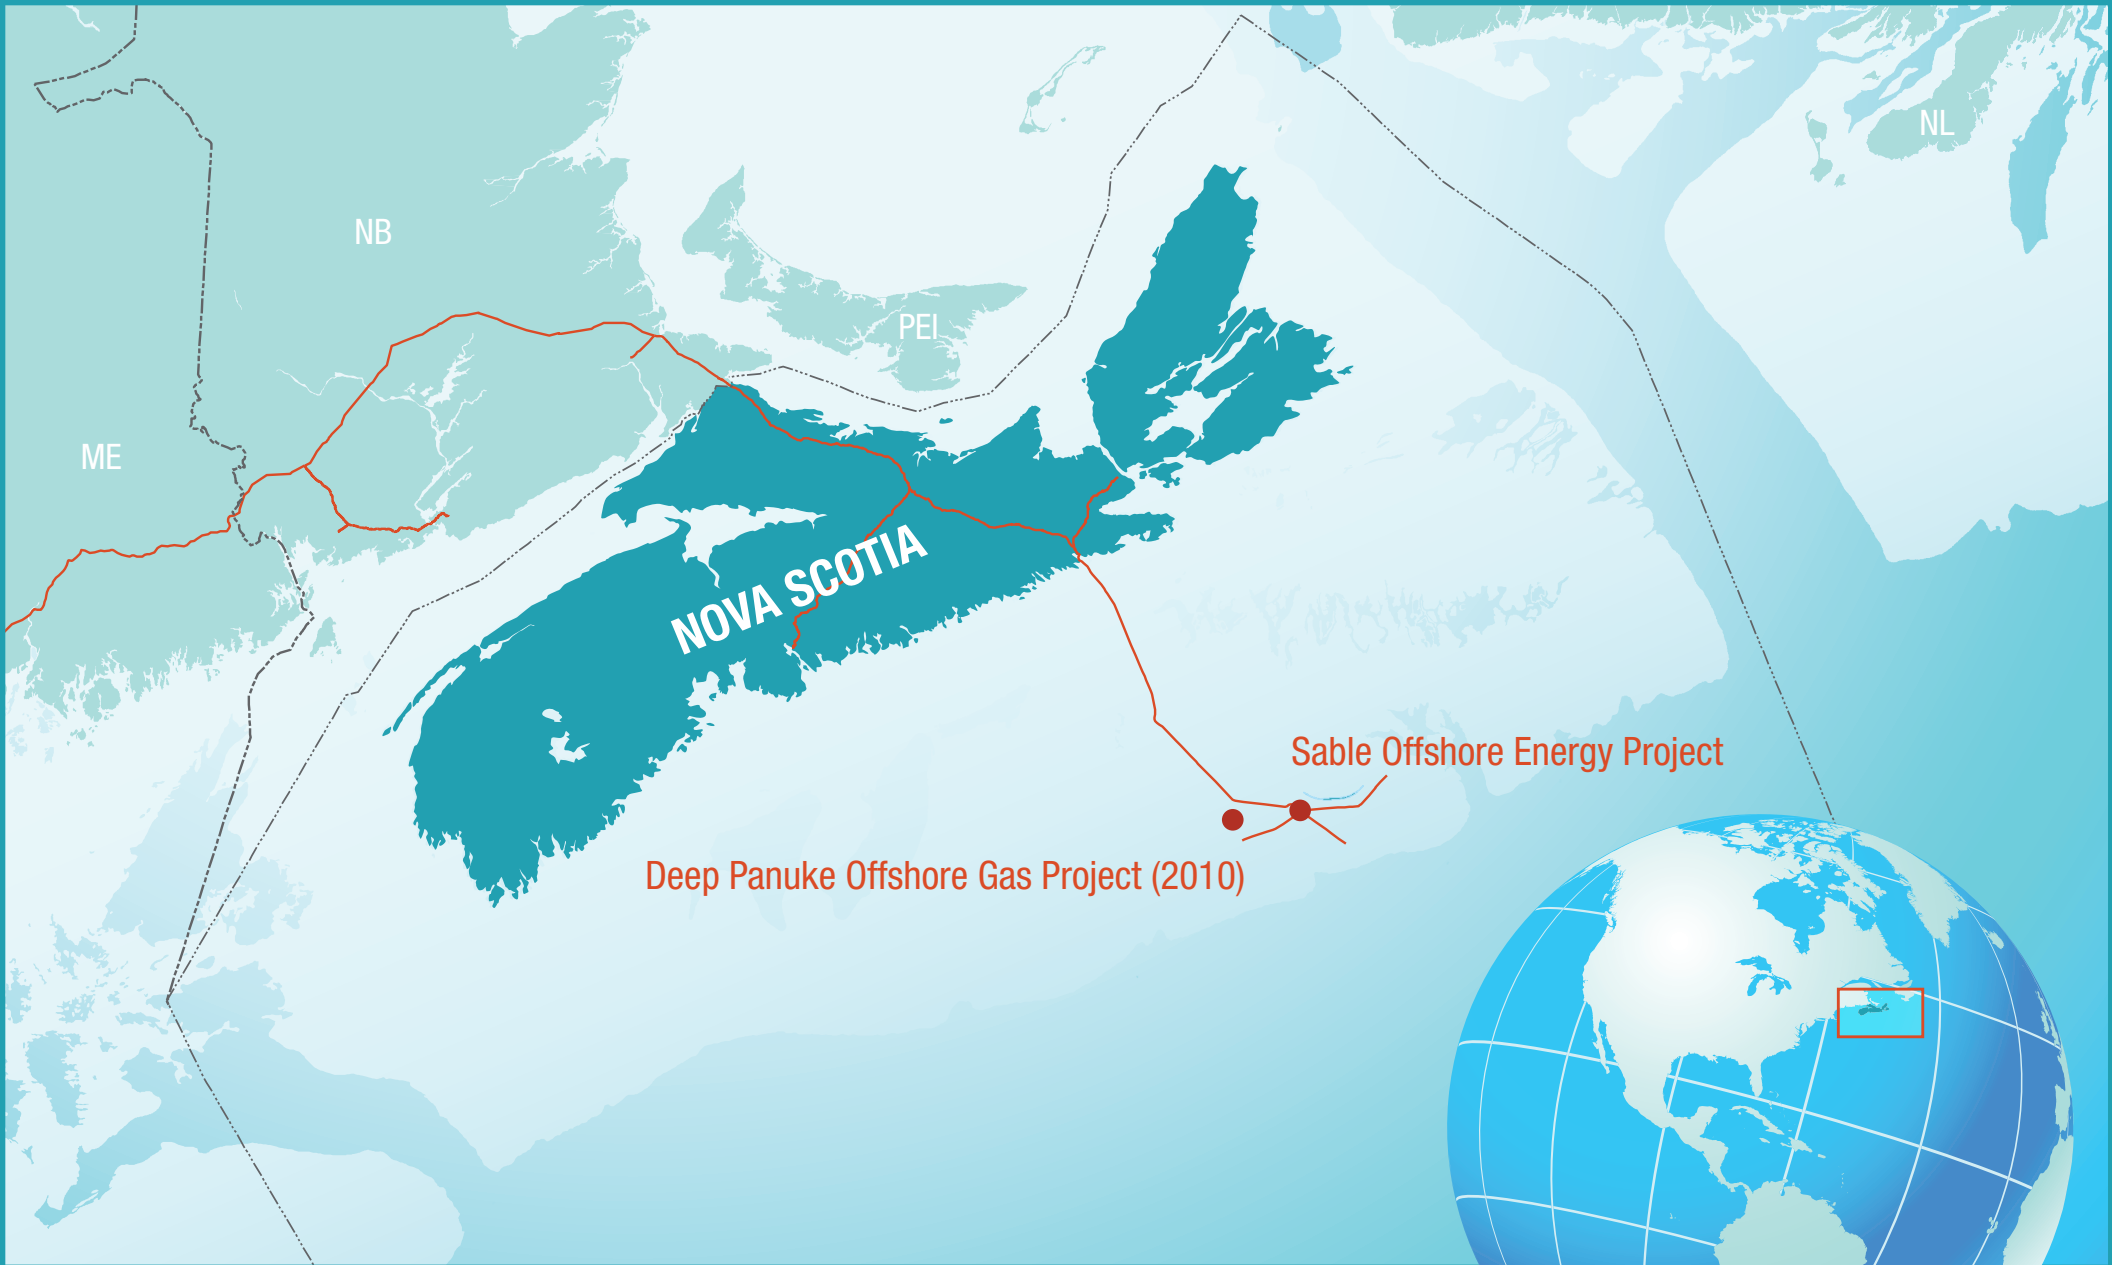 NL
NB
PEI
ME
NOVA SCOTIA
Sable Offshore Energy Project
Deep Panuke Offshore Gas Project (2010)